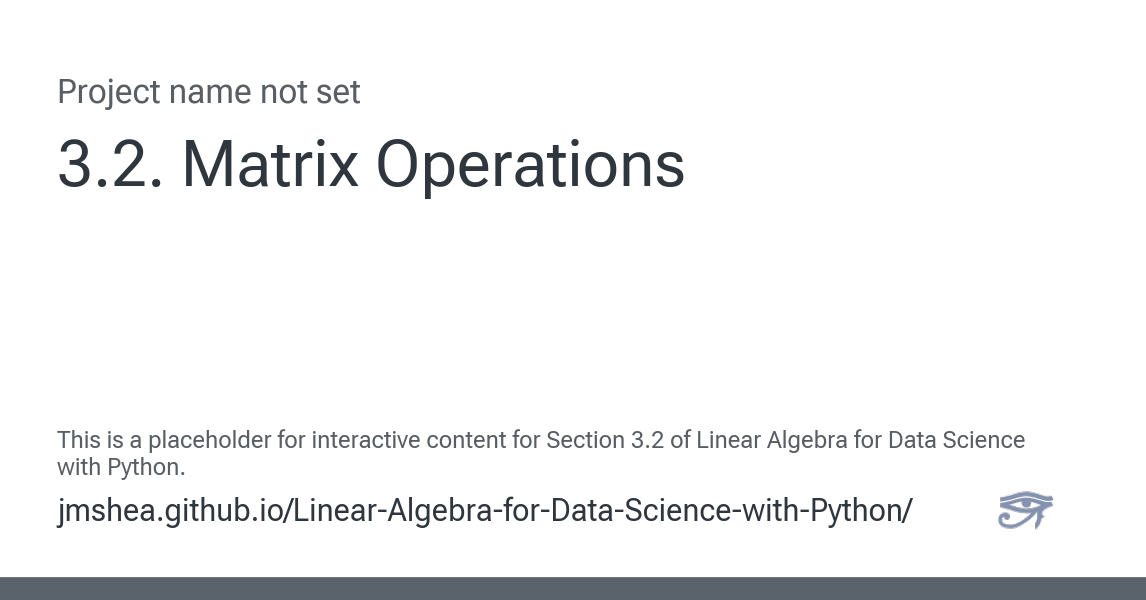 Project name not set
3.2. Matrix Operations
This is a placeholder for interactive content for Section 3.2 of Linear Algebra for Data Science
with Python.
jmshea.github.io/Linear-Algebra-for-Data-Science-with-Python/